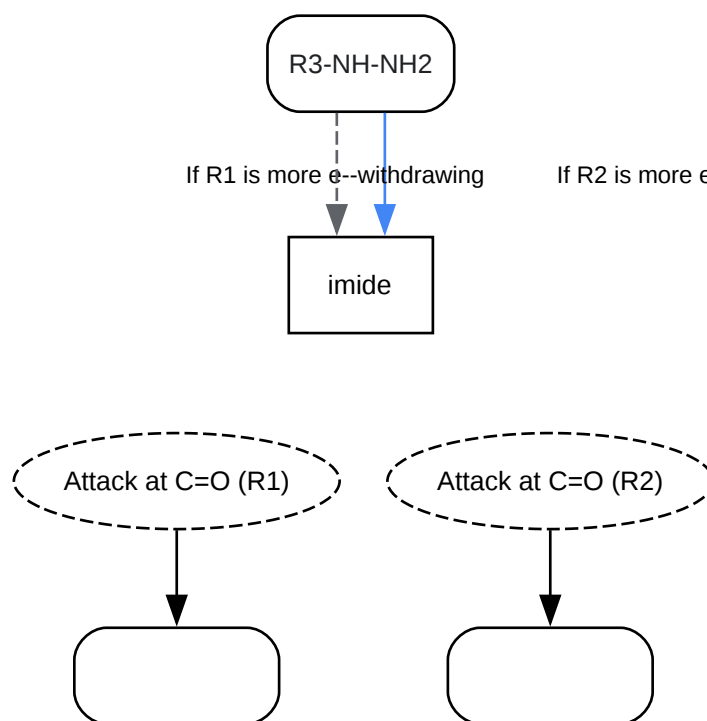 R3-NH-NH2
If R1 is more e--withdrawing
If R2 is more e
imide
Attack at C=O (R1)
Attack at C=O (R2)